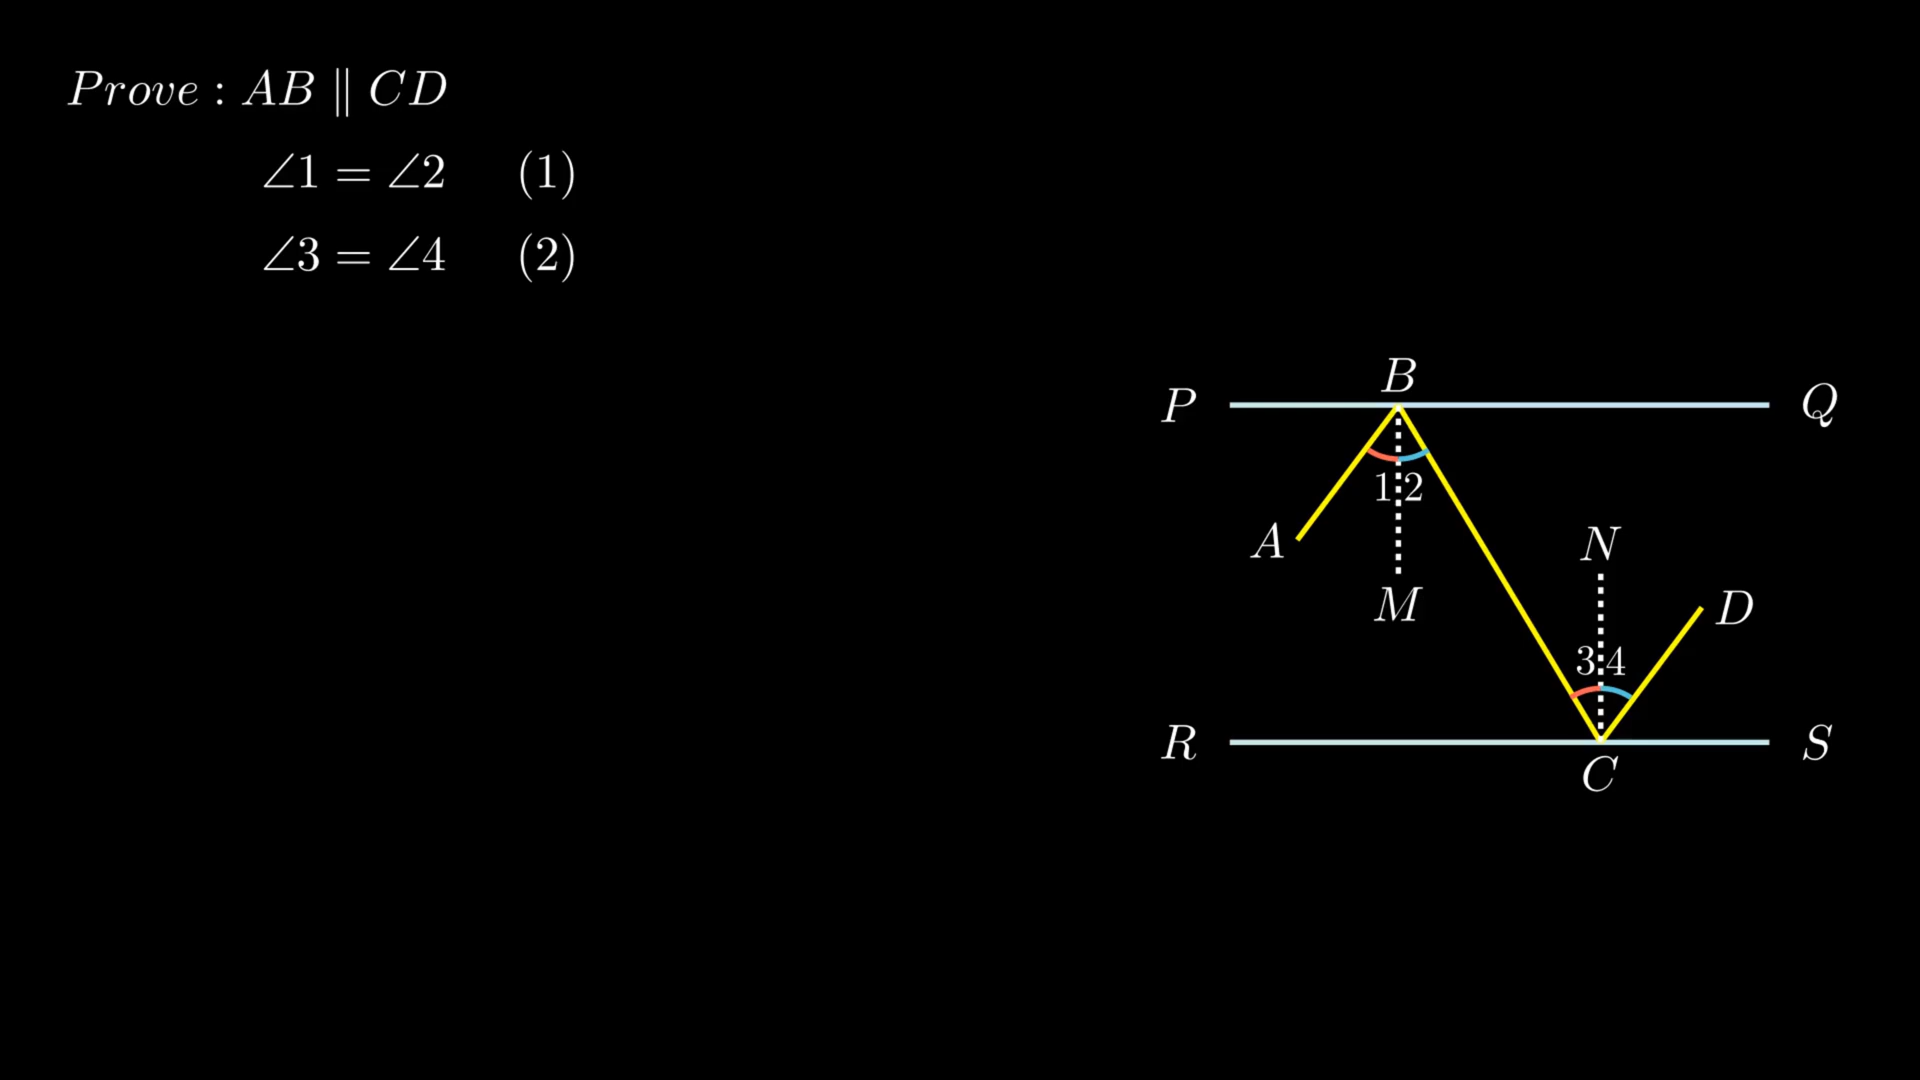 Prove : AB ∥ CD
∠1 = ∠2 (1)
∠3 = ∠4 (2)
B
P Q
1 2
A
N
M
D
3 4
R S
C